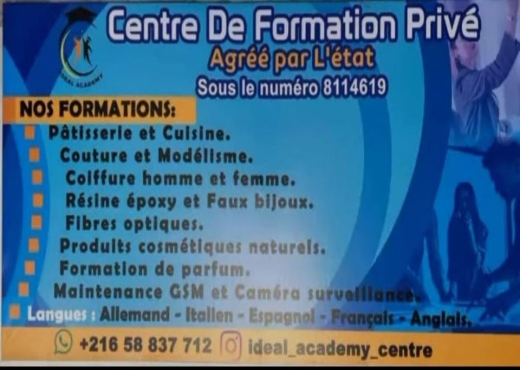 Centre De Formation Privé
Agréé par L'état
Sous le numéro 8114619
IDEAL ACADEMY
NOS FORMATIONS:
Pâtisserie et Cuisine.
Couture et Modélisme.
Coiffure homme et femme.
Résine époxy et Faux bijoux.
Fibres optiques.
Produits cosmétiques naturels.
Formation de parfum.
Maintenance GSM et Caméra surveillance.
Langues : Allemand - Italien - Espagnol - Français - Anglais.
+216 58 837 712 ideal_academy_centre